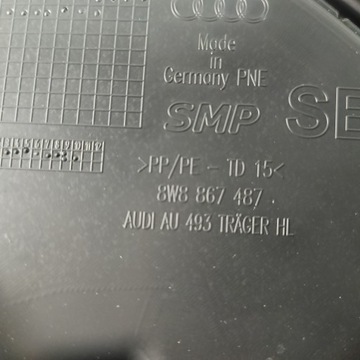 Made
in
Germany PNE
SMP
SE
>PP/PE - TD 15<
8W8 867 487
AUDI AU 493 TRÄGER HL